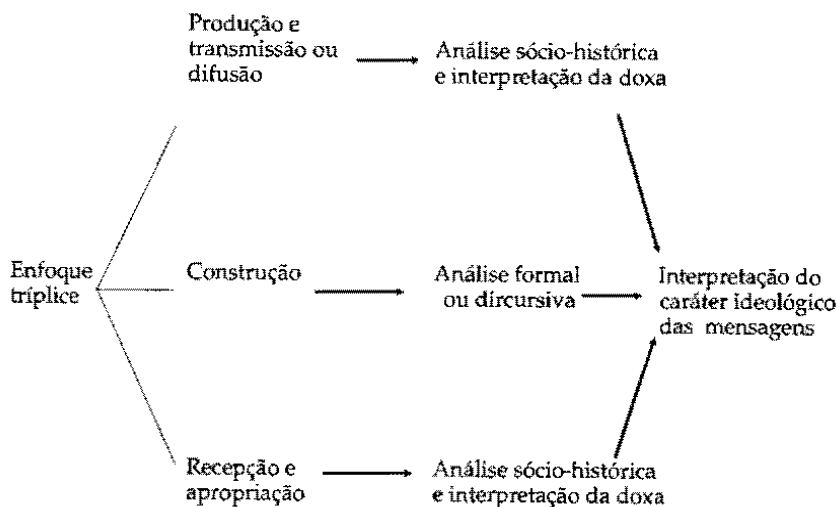 Produção e
transmissão ou
difusão
Análise sócio-histórica
e interpretação da doxa
Enfoque
tríplice
Construção
Análise formal
ou dircursiva
Interpretação do
caráter ideológico
das mensagens
Recepção e
apropriação
Análise sócio-histórica
e interpretação da doxa